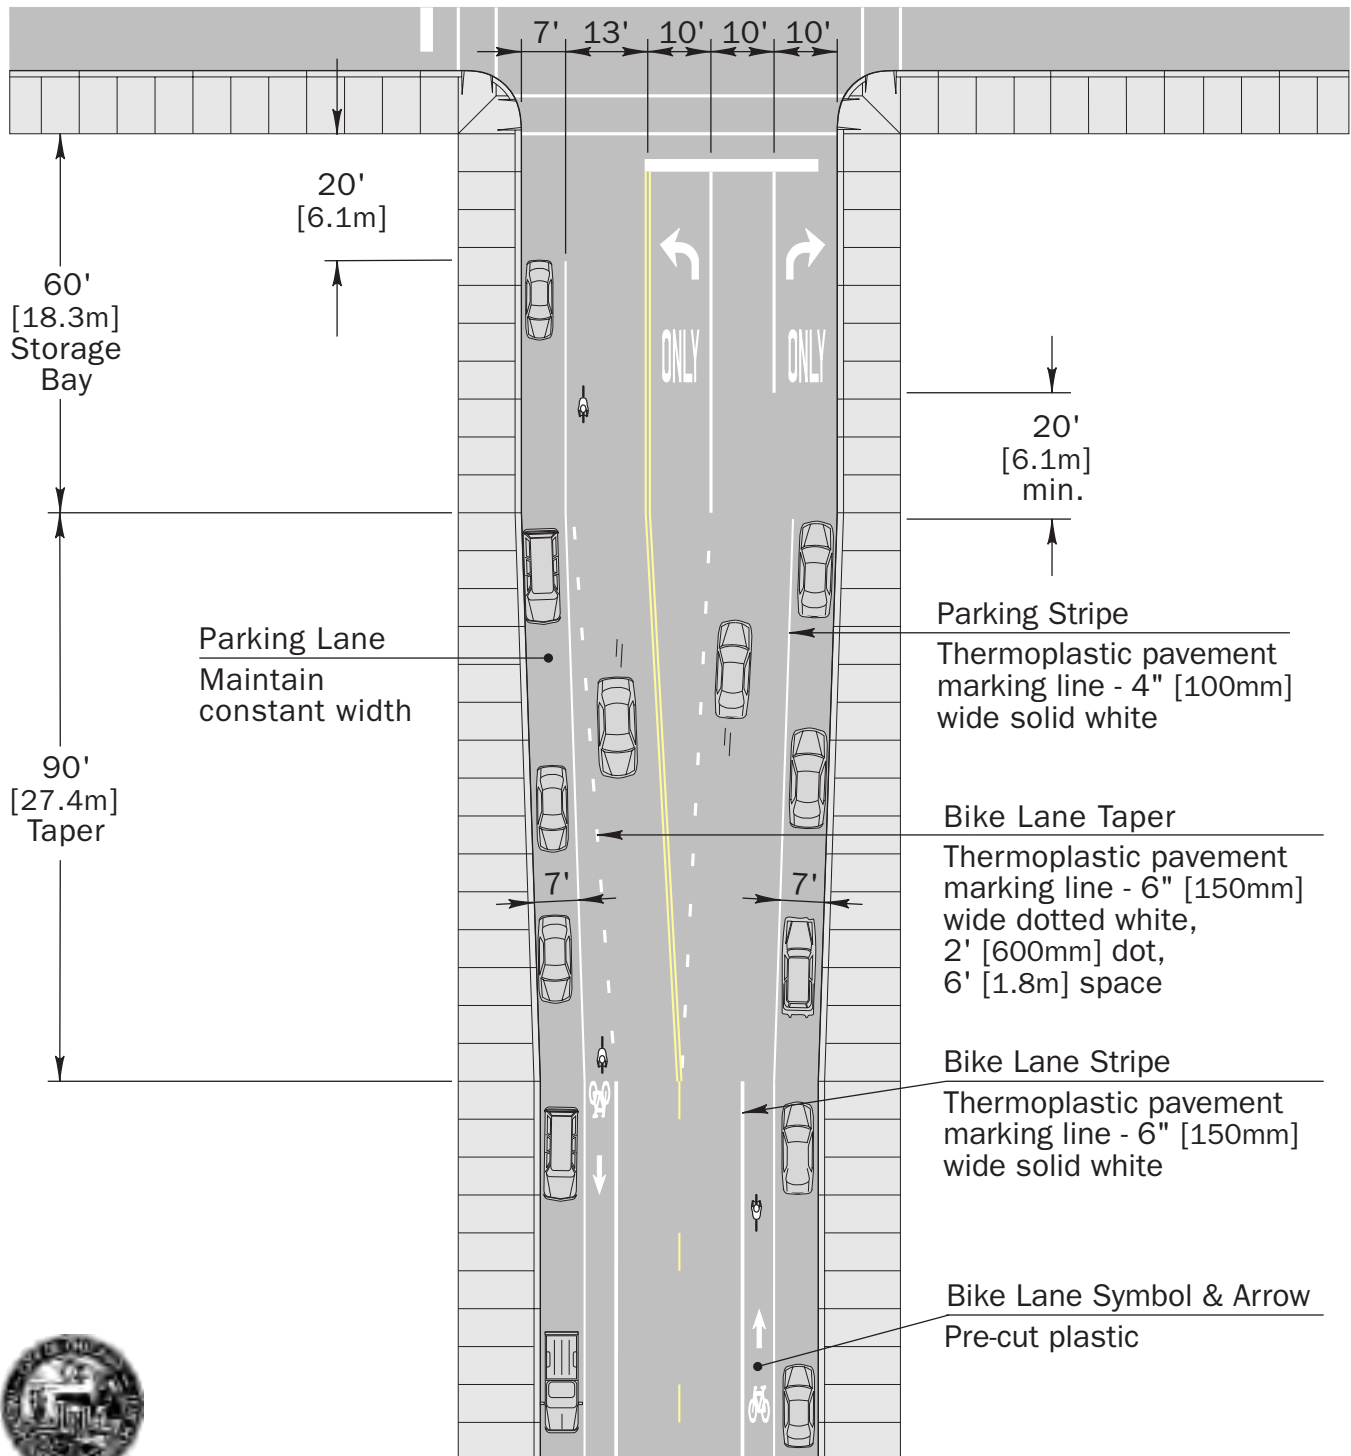 7' 13' 10' 10' 10'
20'
[6.1m]
60'
[18.3m]
Storage
Bay
ONLY ONLY
20'
[6.1m]
min.
Parking Lane
Maintain
constant width
Parking Stripe
Thermoplastic pavement
marking line - 4" [100mm]
wide solid white
90'
[27.4m]
Taper
Bike Lane Taper
Thermoplastic pavement
marking line - 6" [150mm]
wide dotted white,
2' [600mm] dot,
6' [1.8m] space
7' 7'
Bike Lane Stripe
Thermoplastic pavement
marking line - 6" [150mm]
wide solid white
Bike Lane Symbol & Arrow
Pre-cut plastic